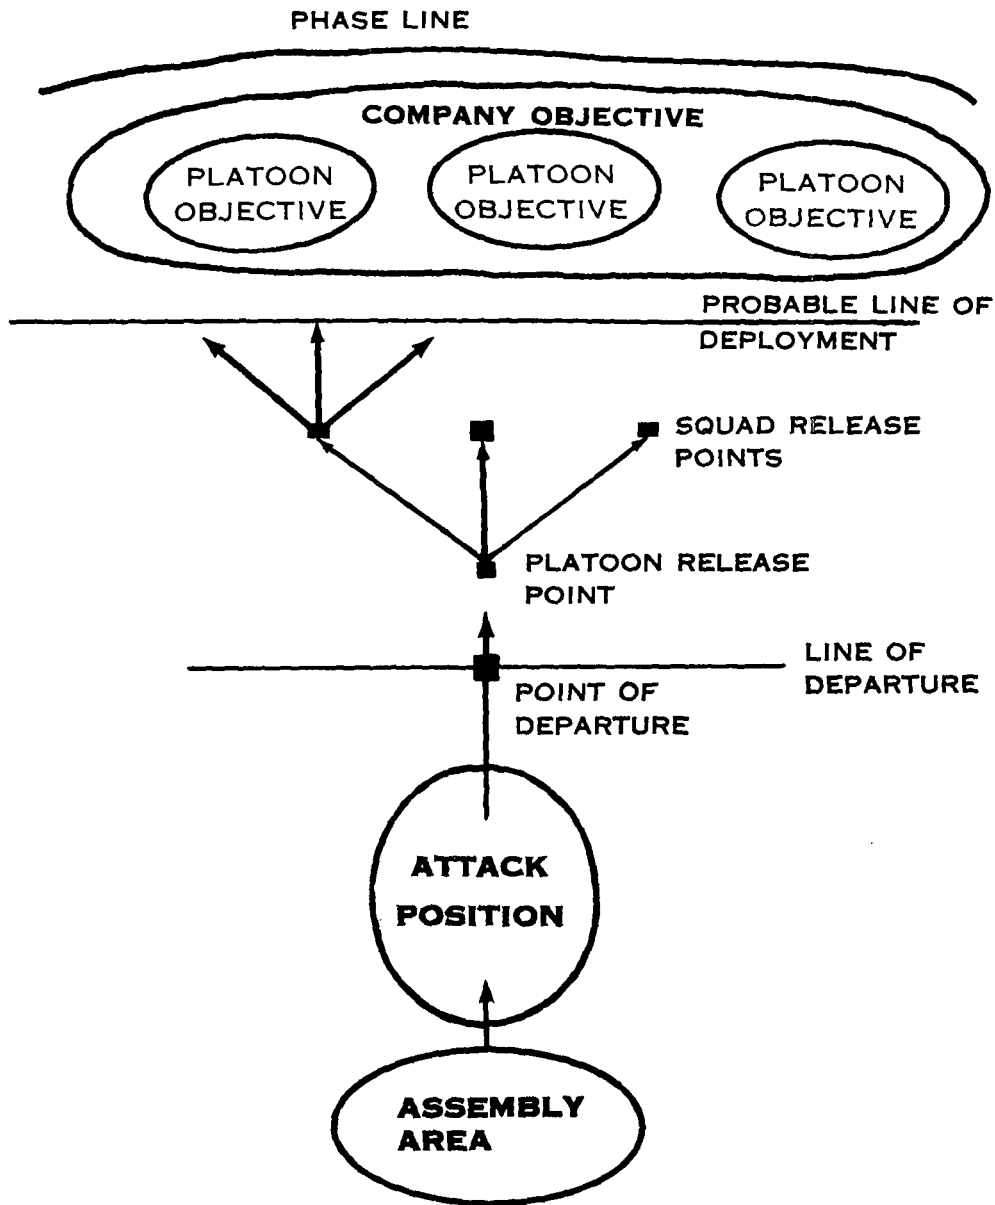 PHASE LINE
COMPANY OBJECTIVE
PLATOON
OBJECTIVE
PLATOON
OBJECTIVE
PLATOON
OBJECTIVE
PROBABLE LINE OF
DEPLOYMENT
SQUAD RELEASE
POINTS
PLATOON RELEASE
POINT
LINE OF
DEPARTURE
POINT OF
DEPARTURE
ATTACK
POSITION
ASSEMBLY
AREA